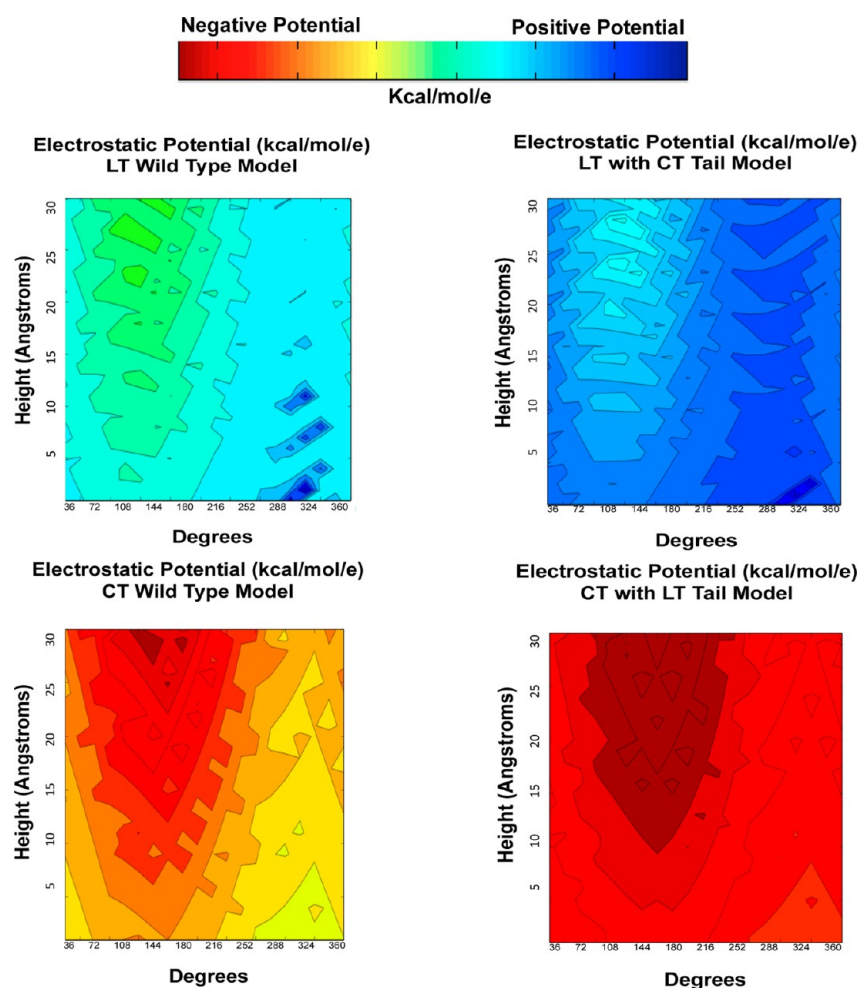 Negative Potential Positive Potential
Kcal/mol/e
Electrostatic Potential (kcal/mol/e)
LT Wild Type Model
Height (Angstroms)
30
25
20
15
10
5
36 72 108 144 180 216 252 288 324 360
Degrees
Electrostatic Potential (kcal/mol/e)
LT with CT Tail Model
Height (Angstroms)
30
25
20
15
10
5
36 72 108 144 180 216 252 288 324 360
Degrees
Electrostatic Potential (kcal/mol/e)
CT Wild Type Model
Height (Angstroms)
30
25
20
15
10
5
36 72 108 144 180 216 252 288 324 360
Degrees
Electrostatic Potential (kcal/mol/e)
CT with LT Tail Model
Height (Angstroms)
30
25
20
15
10
5
36 72 108 144 180 216 252 288 324 360
Degrees